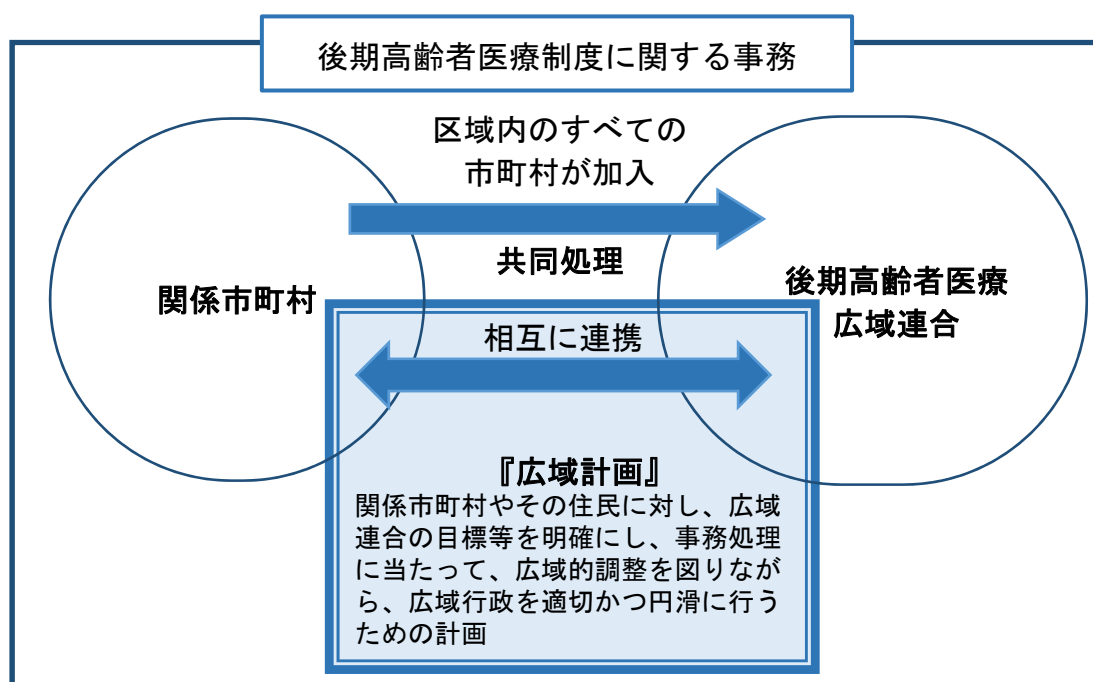 後期高齢者医療制度に関する事務
区域内のすべての
市町村が加入
共同処理
関係市町村
後期高齢者医療
広域連合
相互に連携
『広域計画』
関係市町村やその住民に対し、広域
連合の目標等を明確にし、事務処理
に当たって、広域的調整を図りなが
ら、広域行政を適切かつ円滑に行う
ための計画